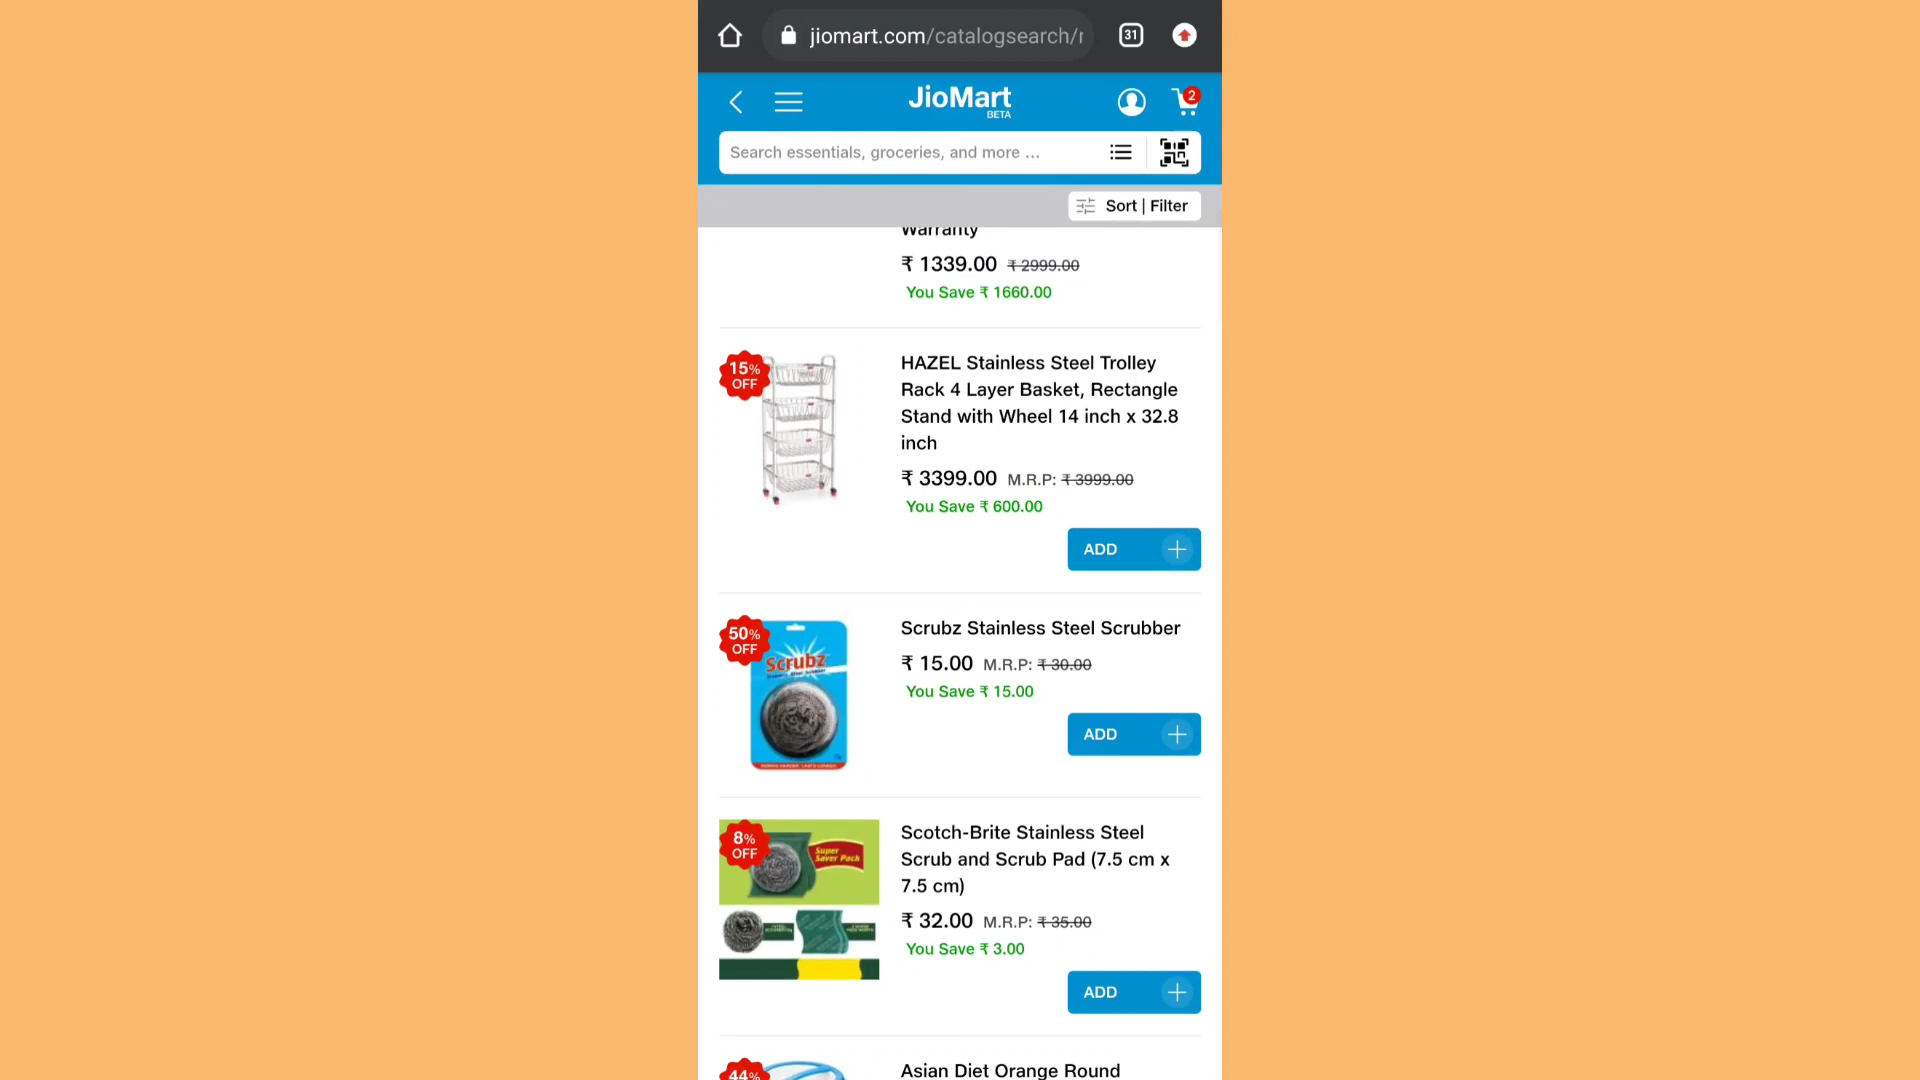 jiomart.com/catalogsearch/r
31
JioMart
BETA
2
Search essentials, groceries, and more ...
Sort | Filter
Warranty
₹ 1339.00 ₹ 2999.00
You Save ₹ 1660.00
15%
OFF
HAZEL Stainless Steel Trolley
Rack 4 Layer Basket, Rectangle
Stand with Wheel 14 inch x 32.8
inch
₹ 3399.00 M.R.P: ₹ 3999.00
You Save ₹ 600.00
ADD
50%
OFF
Scrubz
Scrubz Stainless Steel Scrubber
₹ 15.00 M.R.P: ₹ 30.00
You Save ₹ 15.00
ADD
8%
OFF
Super
Saver Pack
Scotch-Brite Stainless Steel
Scrub and Scrub Pad (7.5 cm x
7.5 cm)
₹ 32.00 M.R.P: ₹ 35.00
You Save ₹ 3.00
ADD
44%
Asian Diet Orange Round